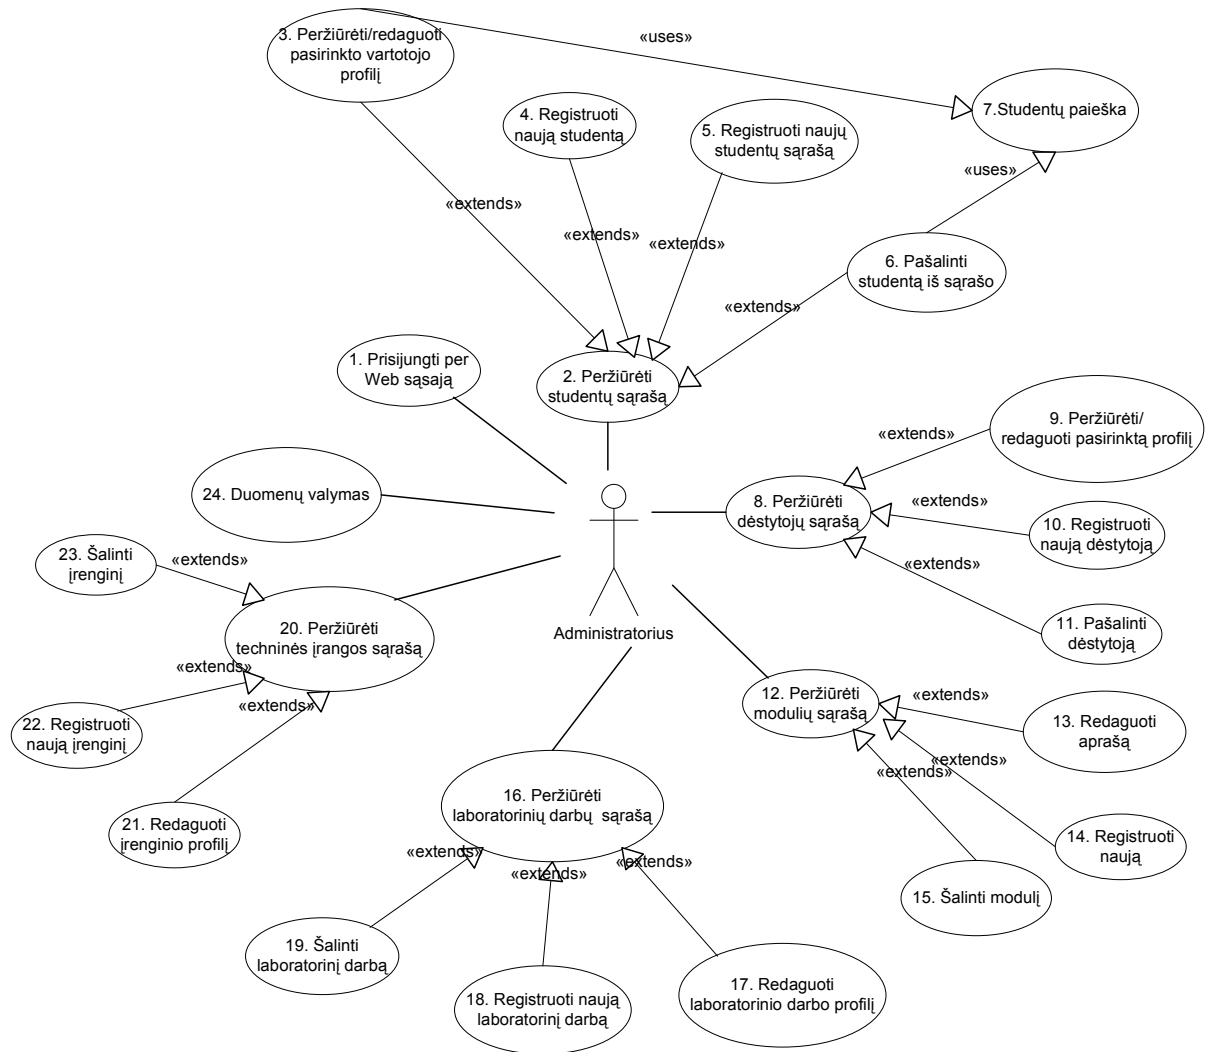 3. Peržiūrėti/redaguoti
pasirinkto vartotojo
profilį
«uses»
7.Studentų paieška
4. Registruoti
naują studentą
5. Registruoti naujų
studentų sąrašą
«uses»
«extends»
«extends»
«extends»
6. Pašalinti
studentą iš sąrašo
«extends»
1. Prisijungti per
Web sąsają
2. Peržiūrėti
studentų sąrašą
9. Peržiūrėti/
redaguoti pasirinktą profilį
«extends»
24. Duomenų valymas
8. Peržiūrėti
dėstytojų sąrašą
«extends»
10. Registruoti
naują dėstytoją
23. Šalinti
įrenginį
«extends»
«extends»
11. Pašalinti
dėstytoją
Administratorius
20. Peržiūrėti
techninės įrangos sąrašą
«extends»
«extends»
12. Peržiūrėti
modulių sąrašą
«extends»
13. Redaguoti
aprašą
22. Registruoti
naują įrenginį
«extends»
«extends»
16. Peržiūrėti
laboratorinių darbų sąrašą
21. Redaguoti
įrenginio profilį
14. Registruoti
naują
«extends»
«extends»
«extends»
15. Šalinti modulį
19. Šalinti
laboratorinį darbą
18. Registruoti naują
laboratorinį darbą
17. Redaguoti
laboratorinio darbo profilį